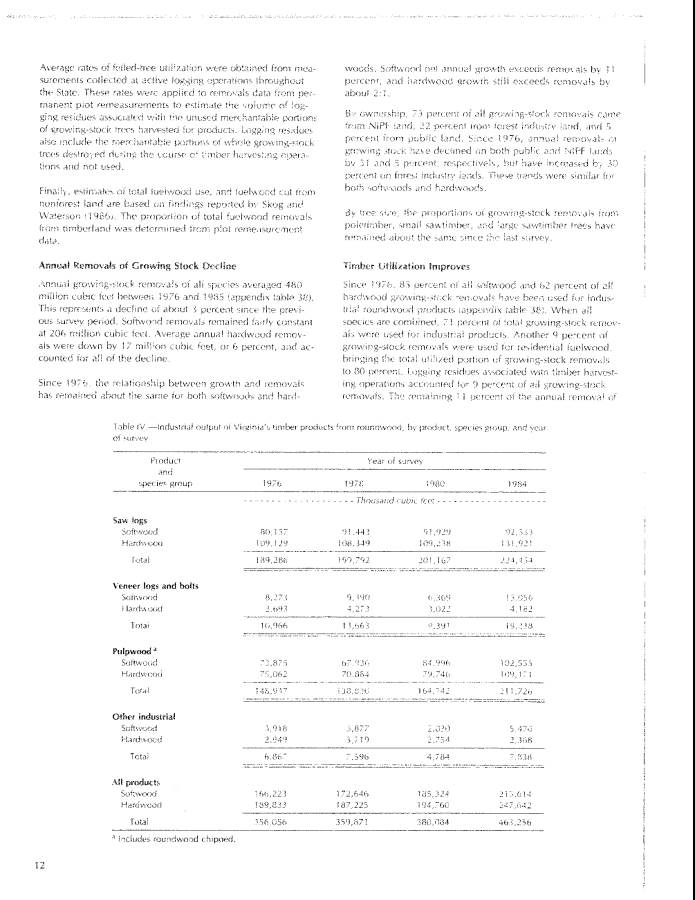 Average rates of felled-tree utilization were obtained from mea-
surements collected at active logging operations throughout
the State. These rates were applied to removals data from per-
manent plot remeasurements to estimate the volume of log-
ging residues associated with the unused merchantable portions
of growing-stock trees harvested for products. Logging residues
also include the merchantable portions of whole growing-stock
trees destroyed during the course of timber harvesting opera-
tions and not used.
Finally, estimates of total fuelwood use, and fuelwood cut from
nonforest land are based on findings reported by Skog and
Waterson (1986). The proportion of total fuelwood removals
from timberland was determined from plot remeasurement
data.
Annual Removals of Growing Stock Decline
Annual growing-stock removals of all species averaged 480
million cubic feet between 1976 and 1985 (appendix table 38).
This represents a decline of about 3 percent since the previ-
ous survey period. Softwood removals remained fairly constant
at 206 million cubic feet. Average annual hardwood remov-
als were down by 17 million cubic feet, or 6 percent, and ac-
counted for all of the decline.
Since 1976, the relationship between growth and removals
has remained about the same for both softwoods and hard-
woods. Softwood net annual growth exceeds removals by 11
percent, and hardwood growth still exceeds removals by
about 2:1.
By ownership, 73 percent of all growing-stock removals came
from NIPF land, 22 percent from forest industry land, and 5
percent from public land. Since 1976, annual removals of
growing stock have declined on both public and NIPF lands
by 31 and 5 percent, respectively, but have increased by 30
percent on forest industry lands. These trends were similar for
both softwoods and hardwoods.
By tree size, the proportions of growing-stock removals from
poletimber, small sawtimber, and large sawtimber trees have
remained about the same since the last survey.
Timber Utilization Improves
Since 1976, 85 percent of all softwood and 62 percent of all
hardwood growing-stock removals have been used for indus-
trial roundwood products (appendix table 38). When all
species are combined, 71 percent of total growing-stock remov-
als were used for industrial products. Another 9 percent of
growing-stock removals were used for residential fuelwood,
bringing the total utilized portion of growing-stock removals
to 80 percent. Logging residues associated with timber harvest-
ing operations accounted for 9 percent of all growing-stock
removals. The remaining 11 percent of the annual removal of
Table IV.—Industrial output of Virginia's timber products from roundwood, by product, species group, and year
of survey
Product Year of survey
and
species group 1976 1978 1980 1984
Thousand cubic feet
Saw logs
Softwood 80,157 91,443 91,929 92,533
Hardwood 109,129 108,349 109,238 131,921
Total 189,286 199,792 201,167 224,454
Veneer logs and bolts
Softwood 8,273 9,390 6,369 15,056
Hardwood 2,693 4,273 3,022 4,182
Total 10,966 13,663 9,391 19,238
Pulpwood a
Softwood 73,875 67,936 84,996 102,555
Hardwood 75,062 70,884 79,746 109,171
Total 148,937 138,820 164,742 211,726
Other industrial
Softwood 3,918 3,877 2,030 5,470
Hardwood 2,949 3,719 2,754 2,368
Total 6,867 7,596 4,784 7,838
All products
Softwood 166,223 172,646 185,324 215,614
Hardwood 189,833 187,225 194,760 247,642
Total 356,056 359,871 380,084 463,256
a Includes roundwood chipped.
12